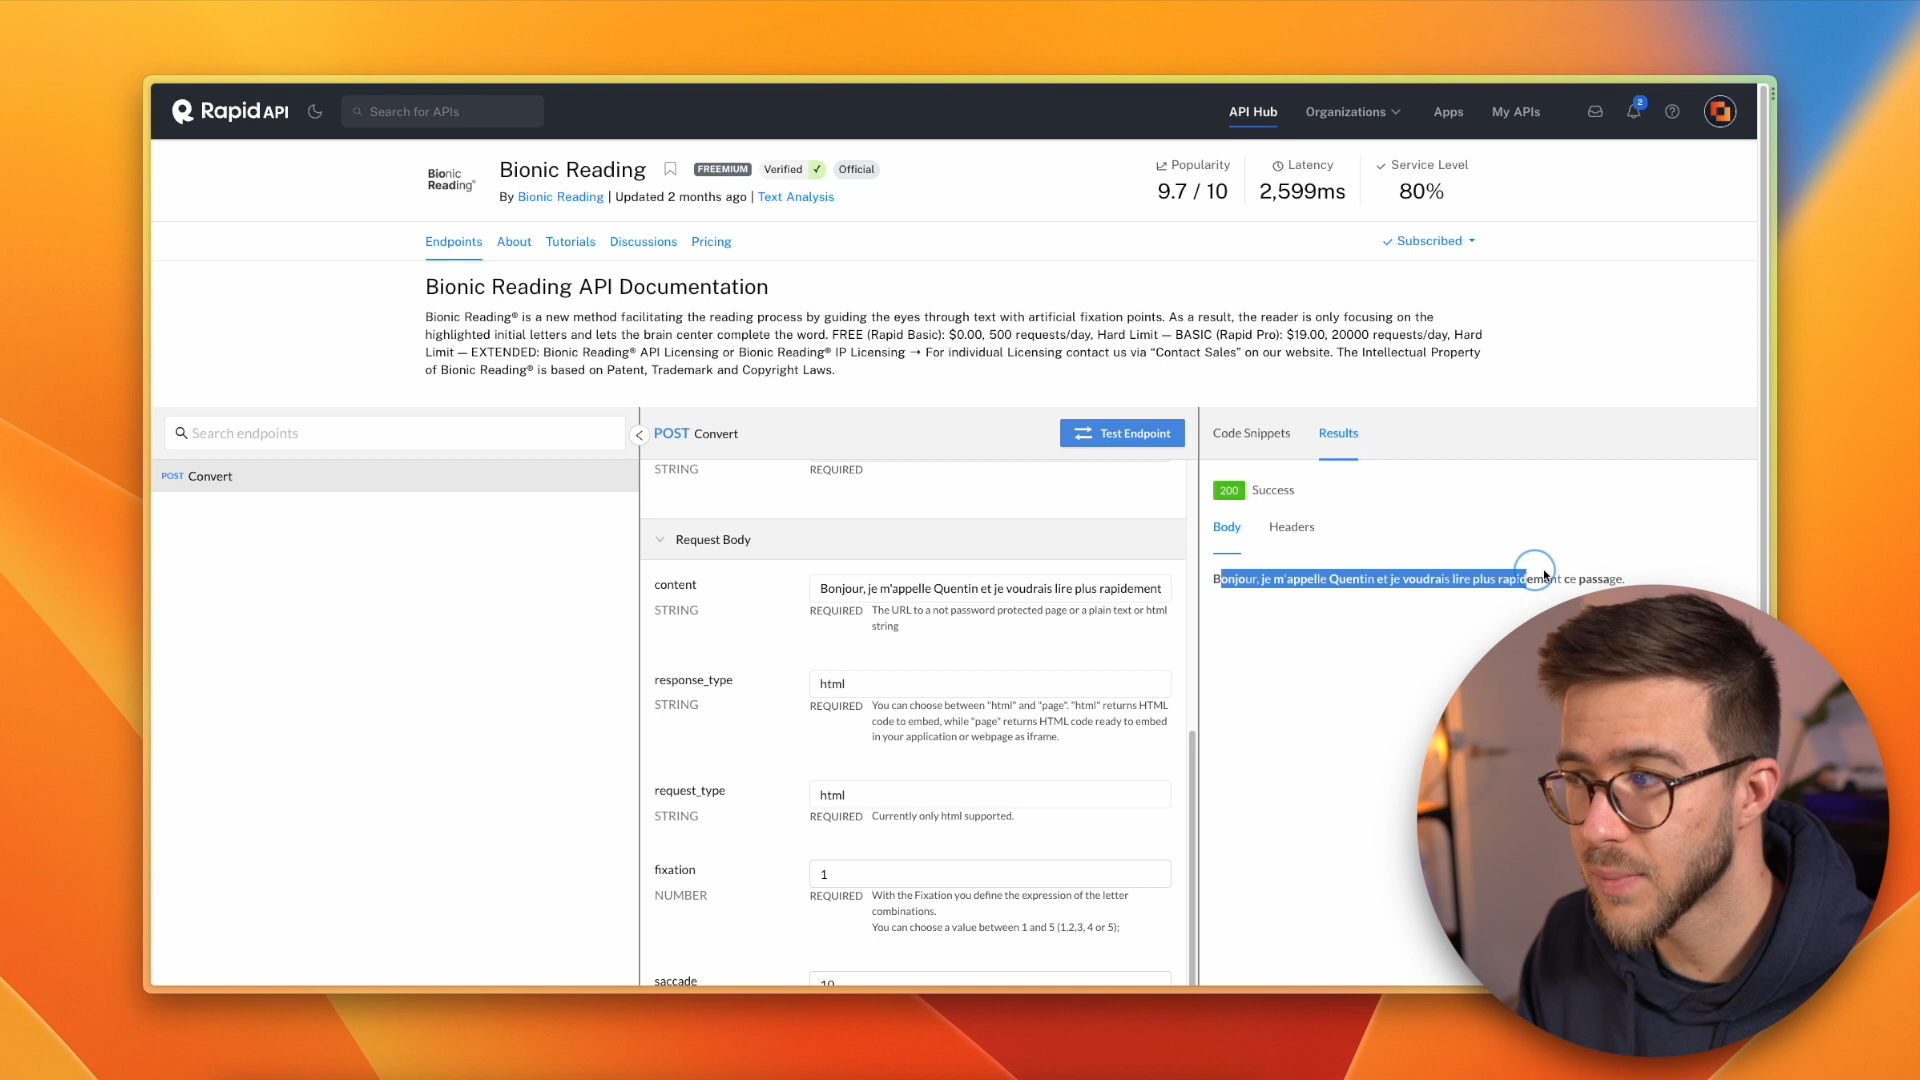 Rapid API
Search for APIs
API Hub
Organizations
Apps
My APIs
2
Bionic
Reading®
Bionic Reading
FREEMIUM
Verified ✓
Official
By Bionic Reading | Updated 2 months ago | Text Analysis
Popularity
9.7 / 10
Latency
2,599ms
Service Level
80%
Endpoints
About
Tutorials
Discussions
Pricing
Subscribed
Bionic Reading API Documentation
Bionic Reading® is a new method facilitating the reading process by guiding the eyes through text with artificial fixation points. As a result, the reader is only focusing on the
highlighted initial letters and lets the brain center complete the word. FREE (Rapid Basic): $0.00, 500 requests/day, Hard Limit — BASIC (Rapid Pro): $19.00, 20000 requests/day, Hard
Limit — EXTENDED: Bionic Reading® API Licensing or Bionic Reading® IP Licensing → For individual Licensing contact us via “Contact Sales” on our website. The Intellectual Property
of Bionic Reading® is based on Patent, Trademark and Copyright Laws.
Search endpoints
POST Convert
POST Convert
Test Endpoint
STRING
REQUIRED
Request Body
content
Bonjour, je m'appelle Quentin et je voudrais lire plus rapidement
STRING
REQUIRED The URL to a not password protected page or a plain text or html
string
response_type
html
STRING
REQUIRED You can choose between "html" and "page". "html" returns HTML
code to embed, while "page" returns HTML code ready to embed
in your application or webpage as iframe.
request_type
html
STRING
REQUIRED Currently only html supported.
fixation
1
NUMBER
REQUIRED With the Fixation you define the expression of the letter
combinations.
You can choose a value between 1 and 5 (1,2,3, 4 or 5);
saccade
10
Code Snippets
Results
200 Success
Body
Headers
Bonjour, je m'appelle Quentin et je voudrais lire plus rapidement ce passage.